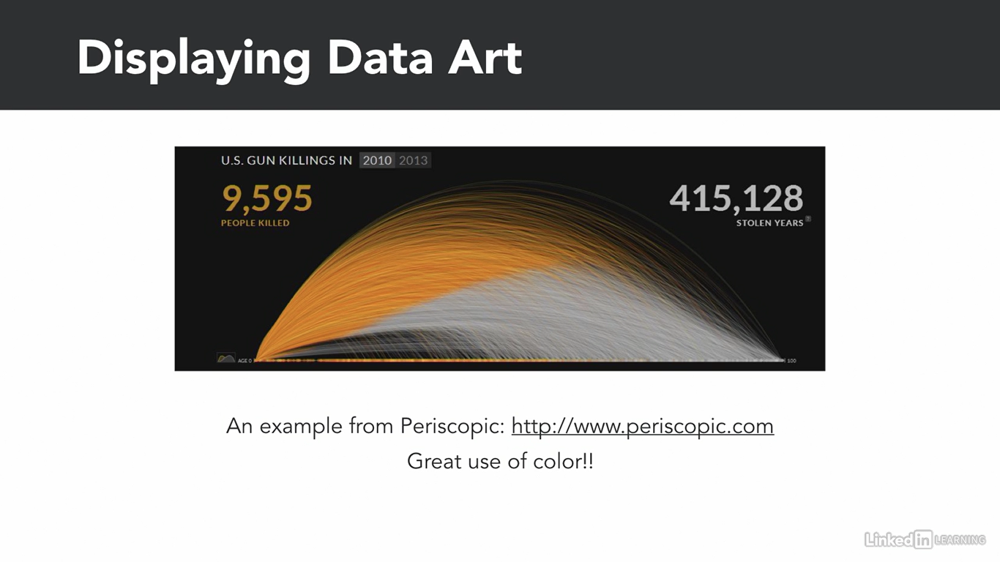 Displaying Data Art
U.S. GUN KILLINGS IN 2010 2013
9,595
PEOPLE KILLED
415,128
STOLEN YEARS ?
AGE 0
100
An example from Periscopic: http://www.periscopic.com
Great use of color!!
Linked in LEARNING